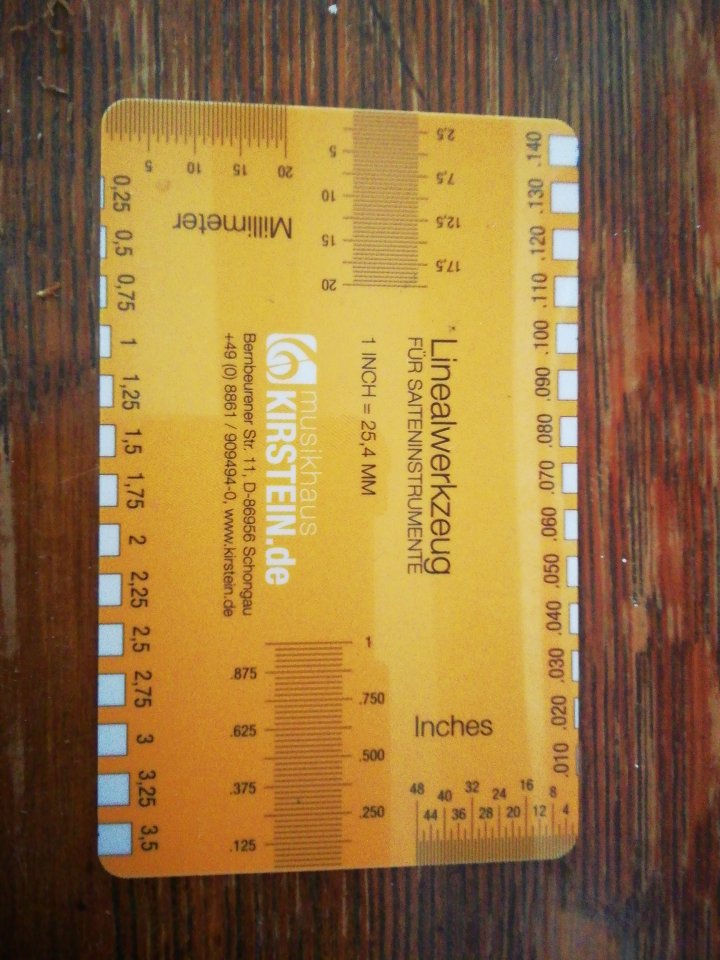 Linealwerkzeug
FÜR SAITENINSTRUMENTE
1 INCH = 25,4 MM
musikhaus
KIRSTEIN.de
Bernbeurener Str. 11, D-86956 Schongau
+49 (0) 8861 / 909494-0, www.kirstein.de
Millimeter
5 10 15 20
0,25 0,5 0,75 1 1,25 1,5 1,75 2 2,25 2,5 2,75 3 3,25 3,5
5 10 15 20
2,5 7,5 12,5 17,5
.140 .130 .120 .110 .100 .090 .080 .070 .060 .050 .040 .030 .020 .010
1 .750 .500 .250
.875 .625 .375 .125
Inches
48 40 32 24 16 8
44 36 28 20 12 4